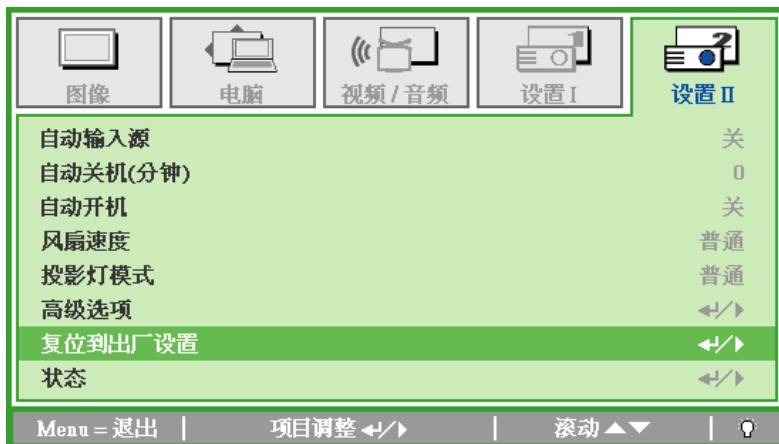 图像 电脑 视频/音频 设置I 设置II
自动输入源 关
自动关机(分钟) 0
自动开机 关
风扇速度 普通
投影灯模式 普通
高级选项
复位到出厂设置
状态
Menu = 退出 项目调整 滚动